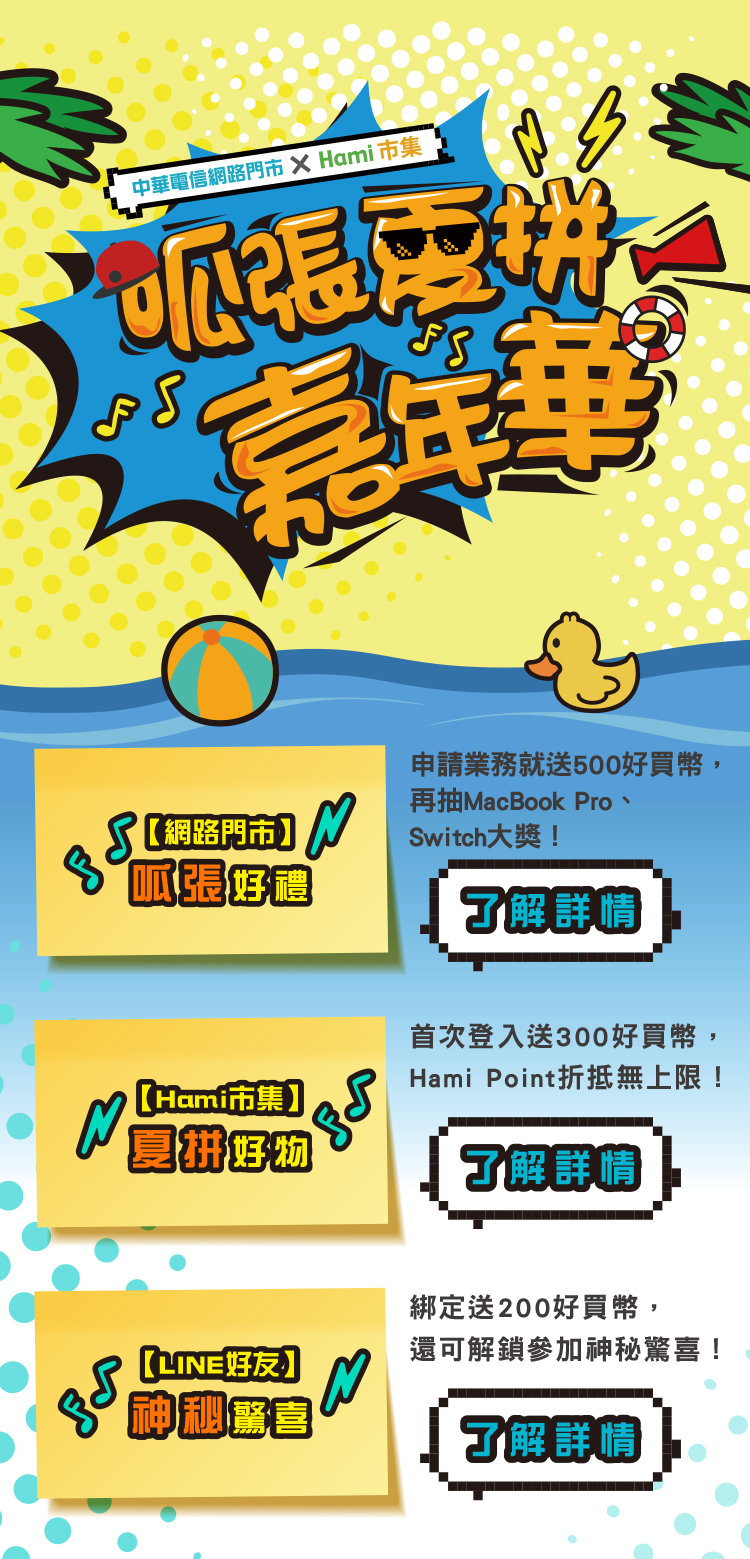 中華電信網路門市 × Hami 市集
呱張夏拼
嘉年華
【網路門市】
呱張好禮
申請業務就送500好買幣，
再抽MacBook Pro、
Switch大獎！
了解詳情
【Hami市集】
夏拼好物
首次登入送300好買幣，
Hami Point折抵無上限！
了解詳情
【LINE好友】
神秘驚喜
綁定送200好買幣，
還可解鎖參加神秘驚喜！
了解詳情